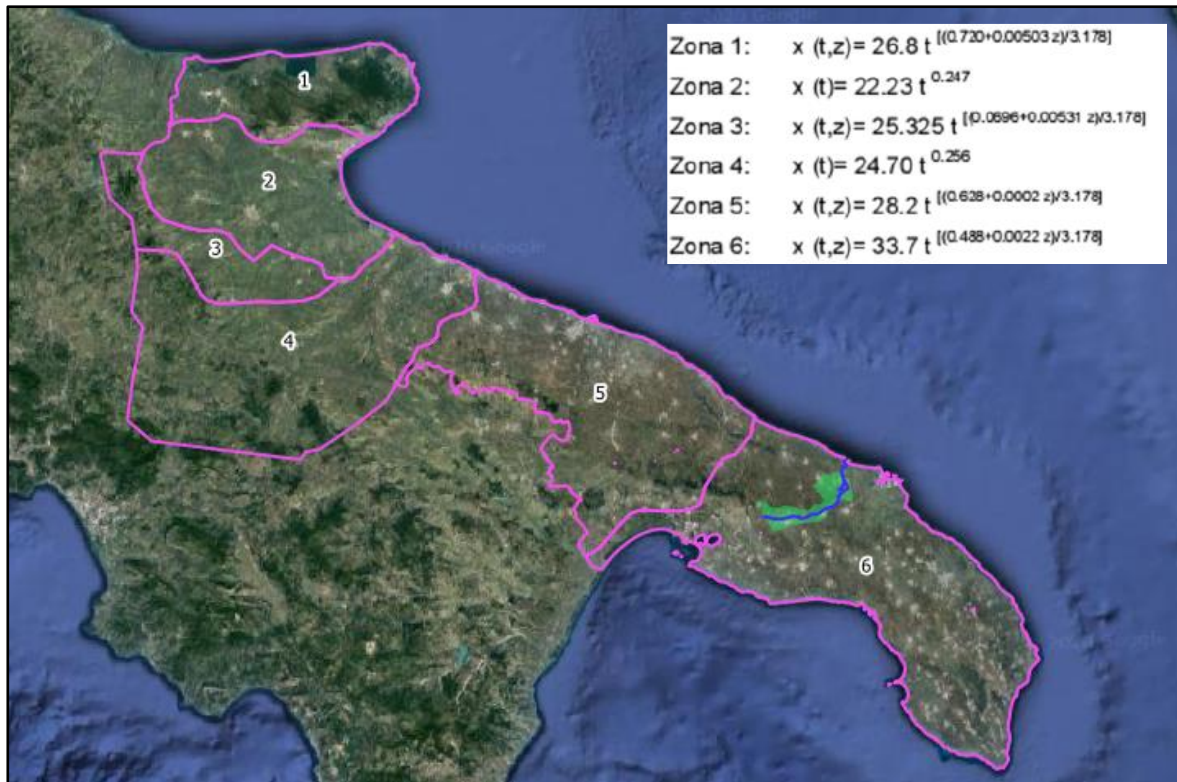 Zona 1: x (t,z)= 26.8 t [(0.720+0.00503 z)/3.178]
Zona 2: x (t)= 22.23 t 0.247
Zona 3: x (t,z)= 25.325 t [(0.0696+0.00531 z)/3.178]
Zona 4: x (t)= 24.70 t 0.256
Zona 5: x (t,z)= 28.2 t [(0.628+0.0002 z)/3.178]
Zona 6: x (t,z)= 33.7 t [(0.488+0.0022 z)/3.178]
1
2
3
4
5
6